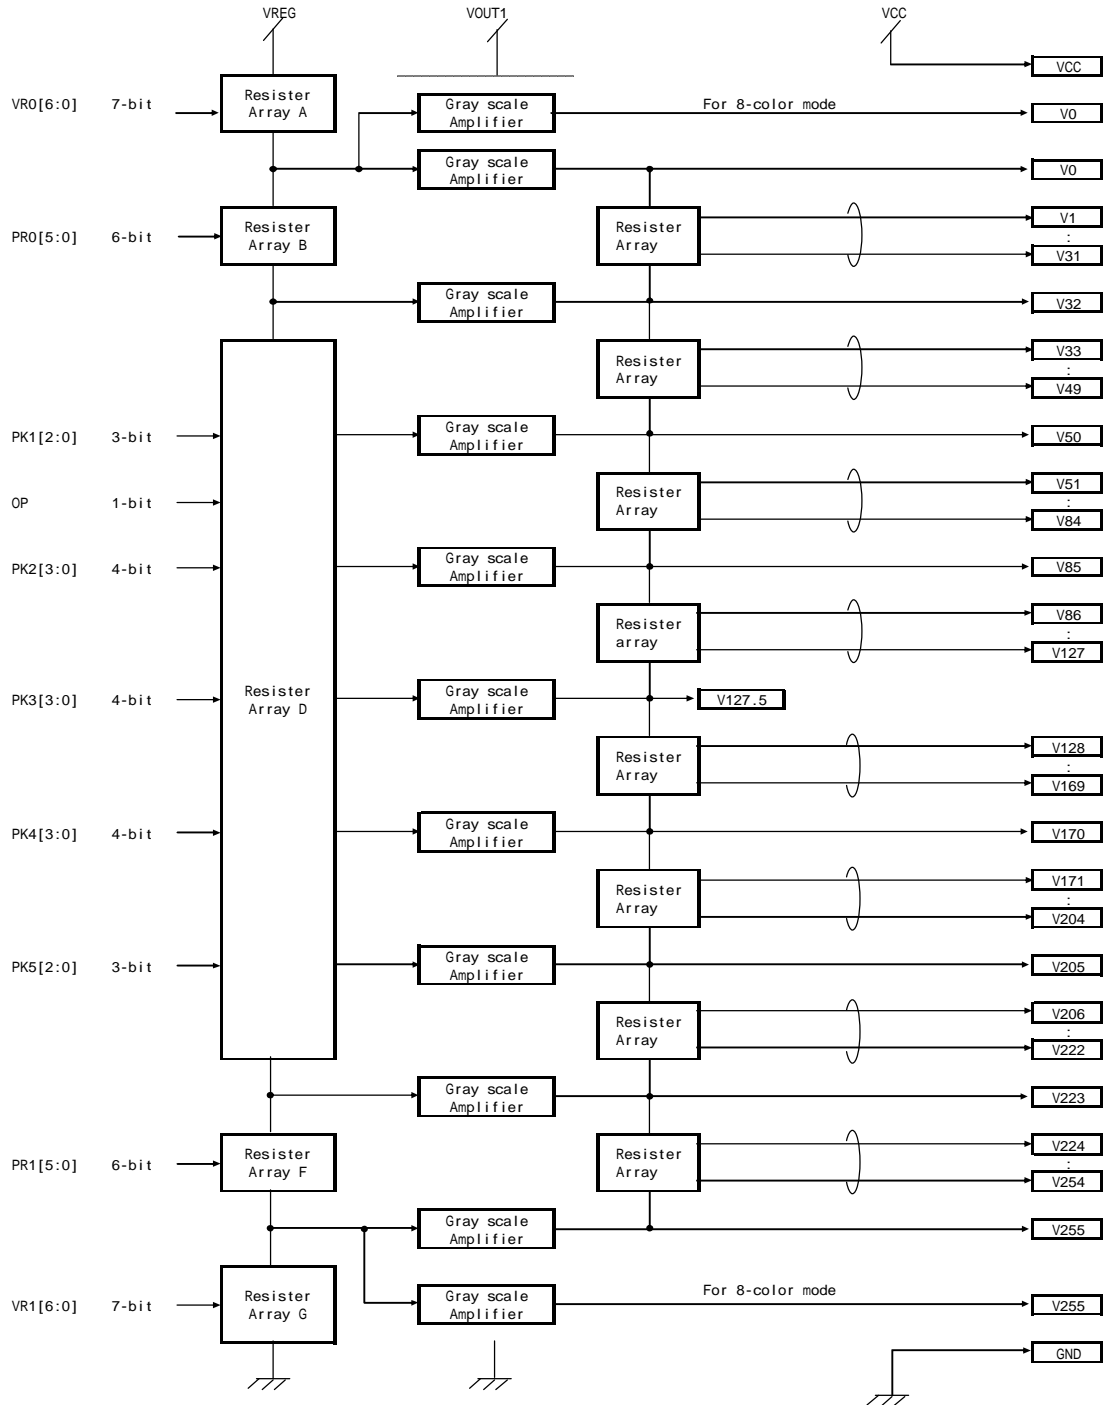 VREG VOUT1 VCC
VCC
VR0[6:0] 7-bit
Resister
Array A
Gray scale
Amplifier
For 8-color mode
V0
Gray scale
Amplifier
V0
PR0[5:0] 6-bit
Resister
Array B
Resister
Array
V1
:
V31
Gray scale
Amplifier
V32
Resister
Array
V33
:
V49
PK1[2:0] 3-bit
Gray scale
Amplifier
V50
OP 1-bit
Resister
Array
V51
:
V84
PK2[3:0] 4-bit
Gray scale
Amplifier
V85
Resister
array
V86
:
V127
PK3[3:0] 4-bit
Resister
Array D
Gray scale
Amplifier
V127.5
Resister
Array
V128
:
V169
PK4[3:0] 4-bit
Gray scale
Amplifier
V170
Resister
Array
V171
:
V204
PK5[2:0] 3-bit
Gray scale
Amplifier
V205
Resister
Array
V206
:
V222
Gray scale
Amplifier
V223
PR1[5:0] 6-bit
Resister
Array F
Resister
Array
V224
:
V254
Gray scale
Amplifier
V255
VR1[6:0] 7-bit
Resister
Array G
Gray scale
Amplifier
For 8-color mode
V255
GND